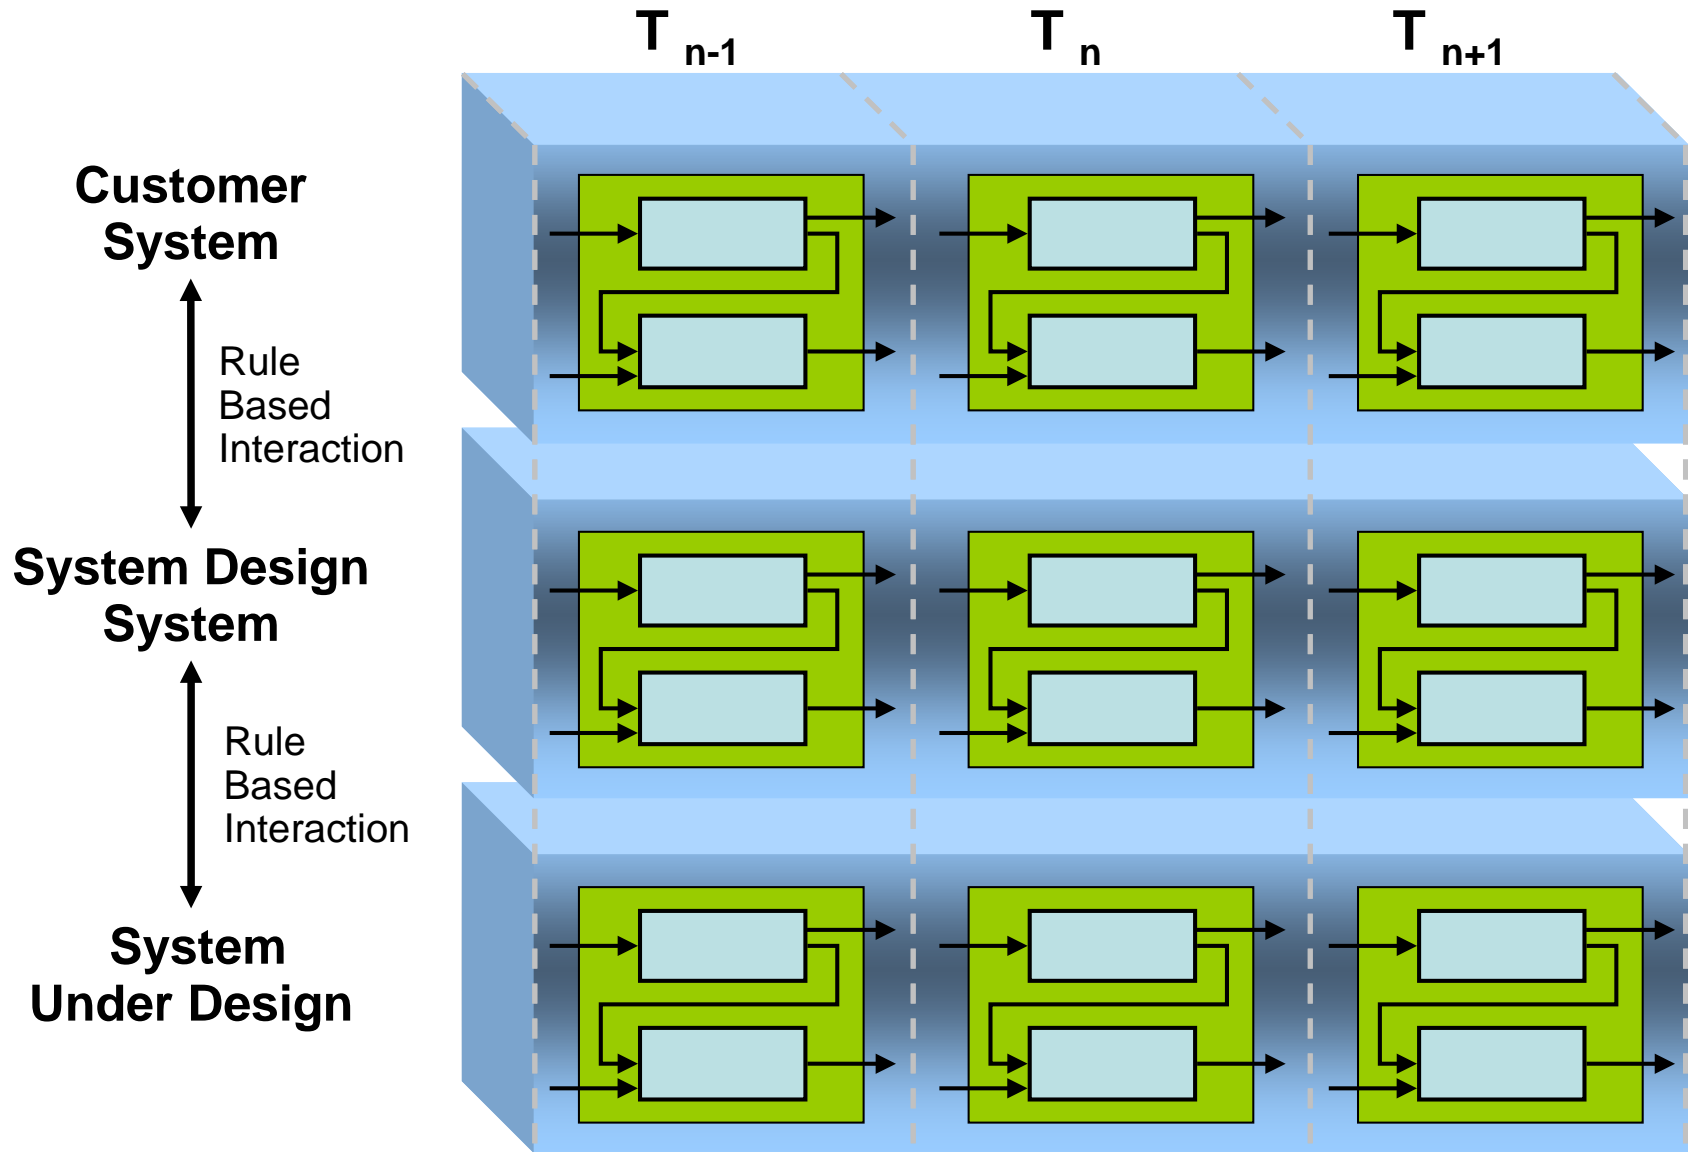 T n-1 T n T n+1
Customer
System
Rule
Based
Interaction
System Design
System
Rule
Based
Interaction
System
Under Design